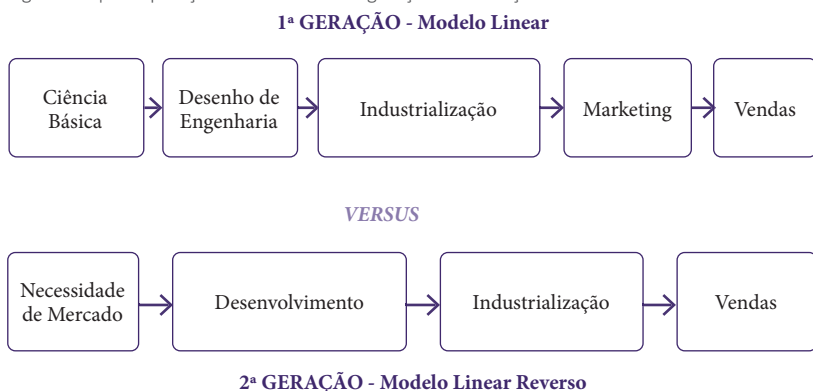 1ª GERAÇÃO - Modelo Linear
Ciência
Básica
Desenho de
Engenharia
Industrialização
Marketing
Vendas
VERSUS
Necessidade
de Mercado
Desenvolvimento
Industrialização
Vendas
2ª GERAÇÃO - Modelo Linear Reverso